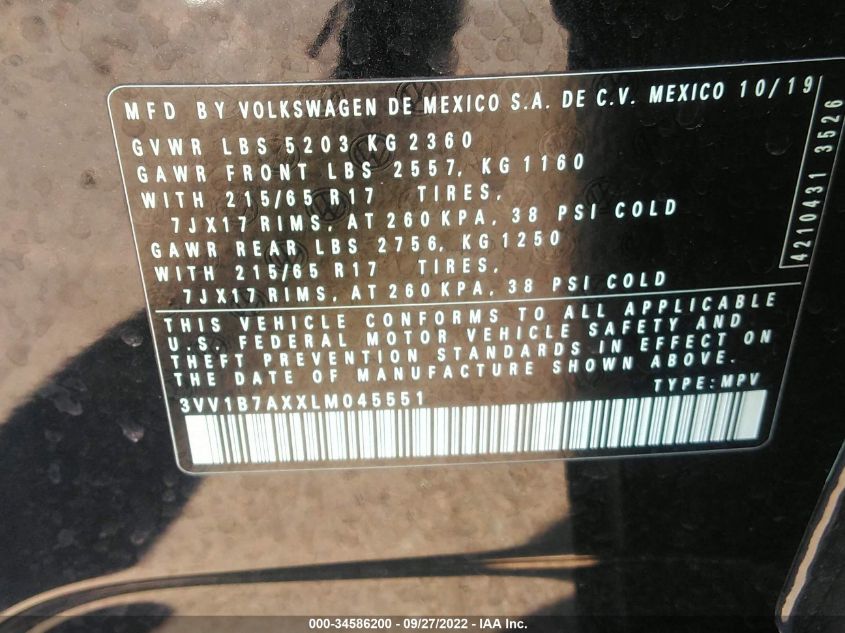 MFD BY VOLKSWAGEN DE MEXICO S.A. DE C.V. MEXICO 10/19
GVWR LBS 5203 KG 2360
GAWR FRONT LBS 2557, KG 1160
WITH 215/65 R17 TIRES,
7JX17 RIMS, AT 260 KPA, 38 PSI COLD
GAWR REAR LBS 2756, KG 1250
WITH 215/65 R17 TIRES,
7JX17 RIMS, AT 260 KPA, 38 PSI COLD
4210431 3526
THIS VEHICLE CONFORMS TO ALL APPLICABLE
U.S. FEDERAL MOTOR VEHICLE SAFETY AND
THEFT PREVENTION STANDARDS IN EFFECT ON
THE DATE OF MANUFACTURE SHOWN ABOVE.
TYPE: MPV
3VV1B7AXXLM045551
000-34586200 - 09/27/2022 - IAA Inc.